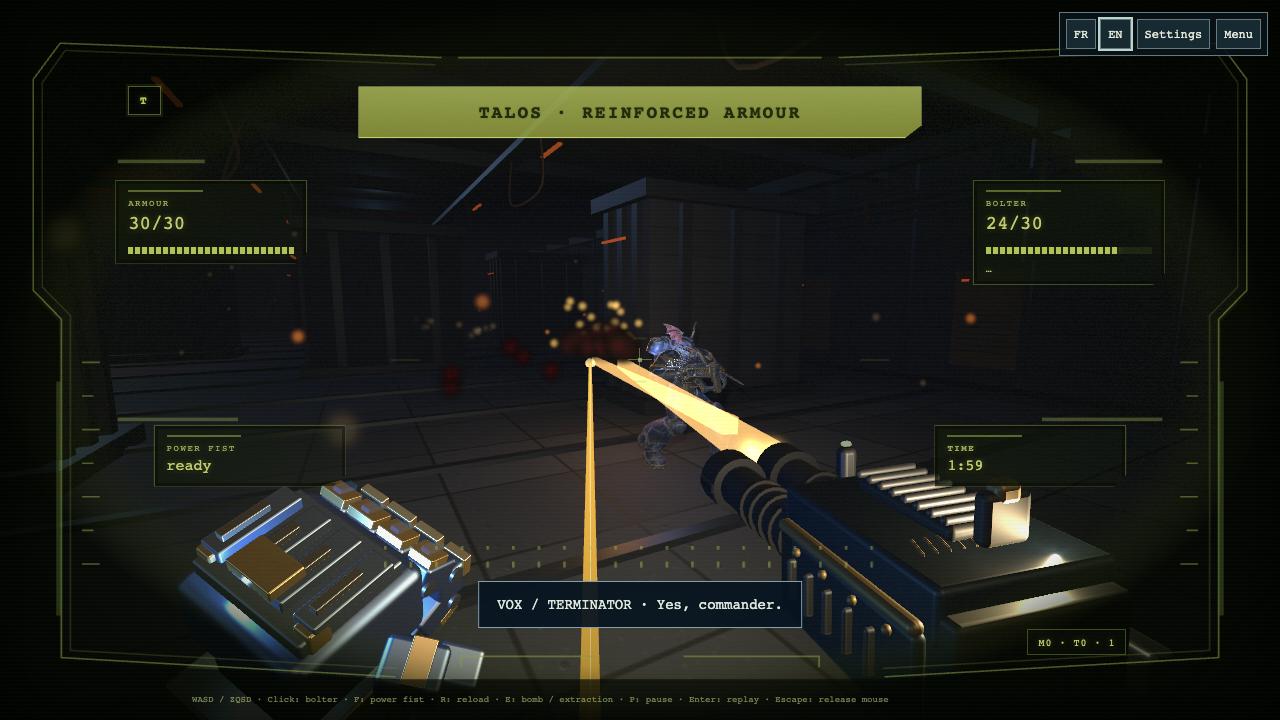 FR EN Settings Menu
T
TALOS · REINFORCED ARMOUR
ARMOUR
30/30
BOLTER
24/30
…
POWER FIST
ready
TIME
1:59
VOX / TERMINATOR · Yes, commander.
M0 · T0 · 1
WASD / ZQSD · Click: bolter · F: power fist · R: reload · E: bomb / extraction · P: pause · Enter: replay · Escape: release mouse